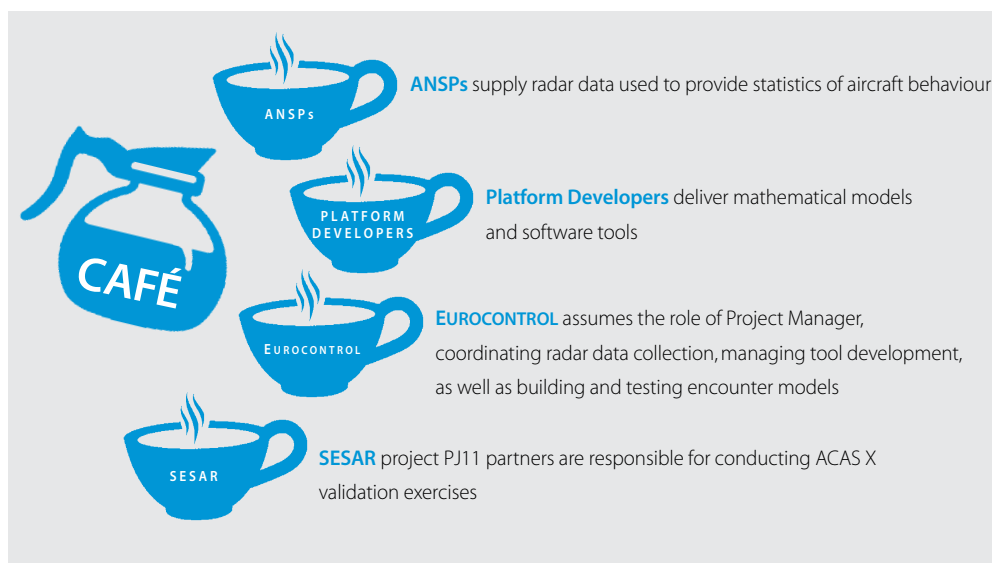 ANSPs
ANSPs supply radar data used to provide statistics of aircraft behaviour
PLATFORM
DEVELOPERS
Platform Developers deliver mathematical models
and software tools
CAFÉ
EUROCONTROL
EUROCONTROL assumes the role of Project Manager,
coordinating radar data collection, managing tool development,
as well as building and testing encounter models
SESAR
SESAR project PJ11 partners are responsible for conducting ACAS X
validation exercises